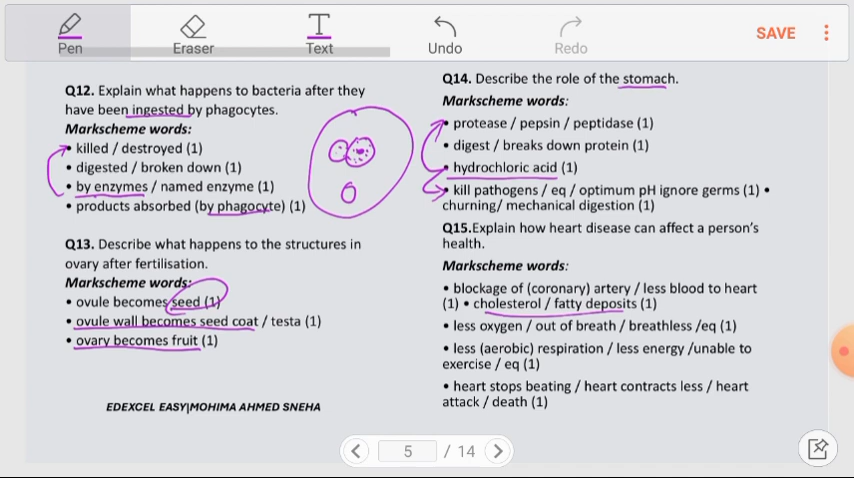 Pen
Eraser
Text
Undo
Redo
SAVE
Q12. Explain what happens to bacteria after they
have been ingested by phagocytes.
Markscheme words:
• killed / destroyed (1)
• digested / broken down (1)
• by enzymes / named enzyme (1)
• products absorbed (by phagocyte) (1)
Q13. Describe what happens to the structures in
ovary after fertilisation.
Markscheme words:
• ovule becomes seed (1)
• ovule wall becomes seed coat / testa (1)
• ovary becomes fruit (1)
EDEXCEL EASY|MOHIMA AHMED SNEHA
Q14. Describe the role of the stomach.
Markscheme words:
• protease / pepsin / peptidase (1)
• digest / breaks down protein (1)
• hydrochloric acid (1)
• kill pathogens / eq / optimum pH ignore germs (1) •
churning/ mechanical digestion (1)
Q15.Explain how heart disease can affect a person's
health.
Markscheme words:
• blockage of (coronary) artery / less blood to heart
(1) • cholesterol / fatty deposits (1)
• less oxygen / out of breath / breathless /eq (1)
• less (aerobic) respiration / less energy /unable to
exercise / eq (1)
• heart stops beating / heart contracts less / heart
attack / death (1)
5 / 14